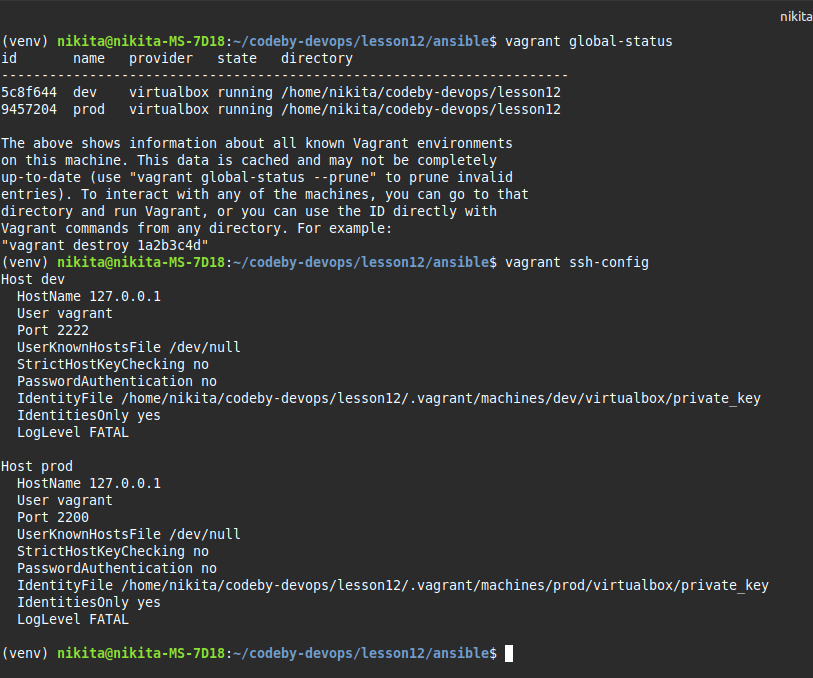 nikita
(venv) nikita@nikita-MS-7D18:~/codeby-devops/lesson12/ansible$ vagrant global-status
id       name   provider   state   directory
-----------------------------------------------------------------------
5c8f644  dev    virtualbox running /home/nikita/codeby-devops/lesson12
9457204  prod   virtualbox running /home/nikita/codeby-devops/lesson12
The above shows information about all known Vagrant environments
on this machine. This data is cached and may not be completely
up-to-date (use "vagrant global-status --prune" to prune invalid
entries). To interact with any of the machines, you can go to that
directory and run Vagrant, or you can use the ID directly with
Vagrant commands from any directory. For example:
"vagrant destroy 1a2b3c4d"
(venv) nikita@nikita-MS-7D18:~/codeby-devops/lesson12/ansible$ vagrant ssh-config
Host dev
  HostName 127.0.0.1
  User vagrant
  Port 2222
  UserKnownHostsFile /dev/null
  StrictHostKeyChecking no
  PasswordAuthentication no
  IdentityFile /home/nikita/codeby-devops/lesson12/.vagrant/machines/dev/virtualbox/private_key
  IdentitiesOnly yes
  LogLevel FATAL
Host prod
  HostName 127.0.0.1
  User vagrant
  Port 2200
  UserKnownHostsFile /dev/null
  StrictHostKeyChecking no
  PasswordAuthentication no
  IdentityFile /home/nikita/codeby-devops/lesson12/.vagrant/machines/prod/virtualbox/private_key
  IdentitiesOnly yes
  LogLevel FATAL
(venv) nikita@nikita-MS-7D18:~/codeby-devops/lesson12/ansible$